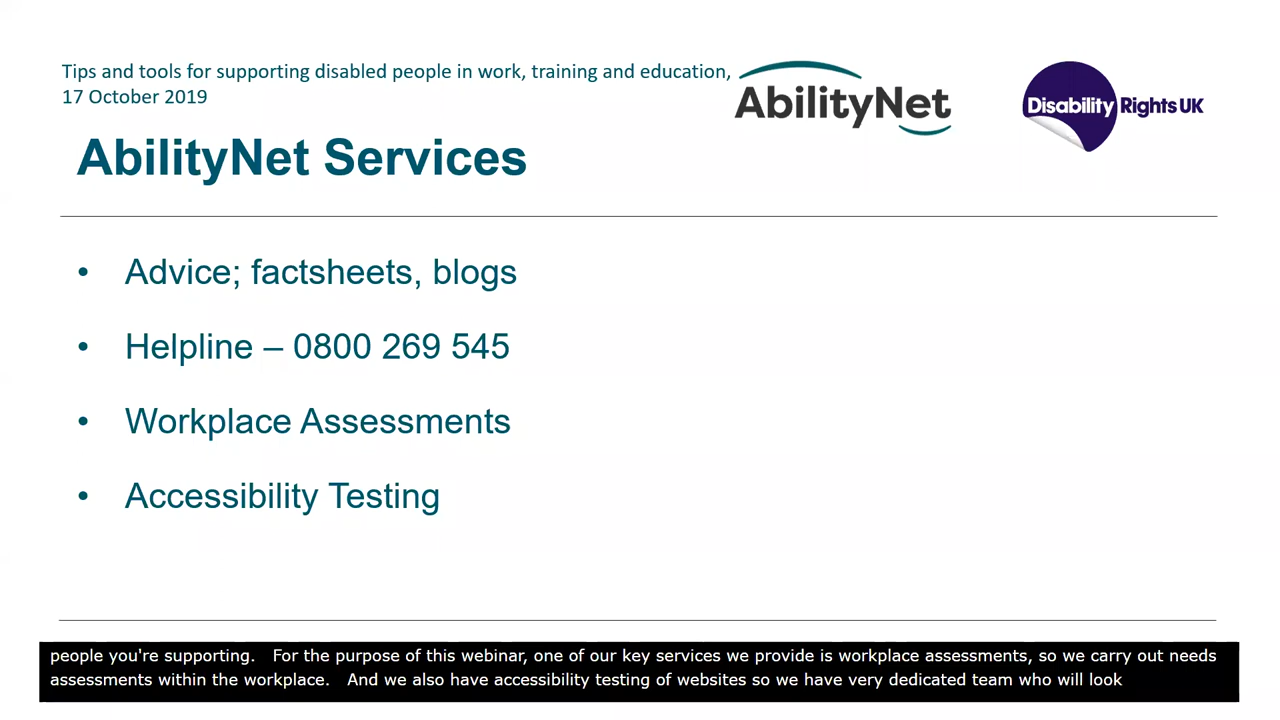 Tips and tools for supporting disabled people in work, training and education,
17 October 2019
AbilityNet
Disability Rights UK
AbilityNet Services
• Advice; factsheets, blogs
• Helpline – 0800 269 545
• Workplace Assessments
• Accessibility Testing
people you're supporting. For the purpose of this webinar, one of our key services we provide is workplace assessments, so we carry out needs
assessments within the workplace. And we also have accessibility testing of websites so we have very dedicated team who will look